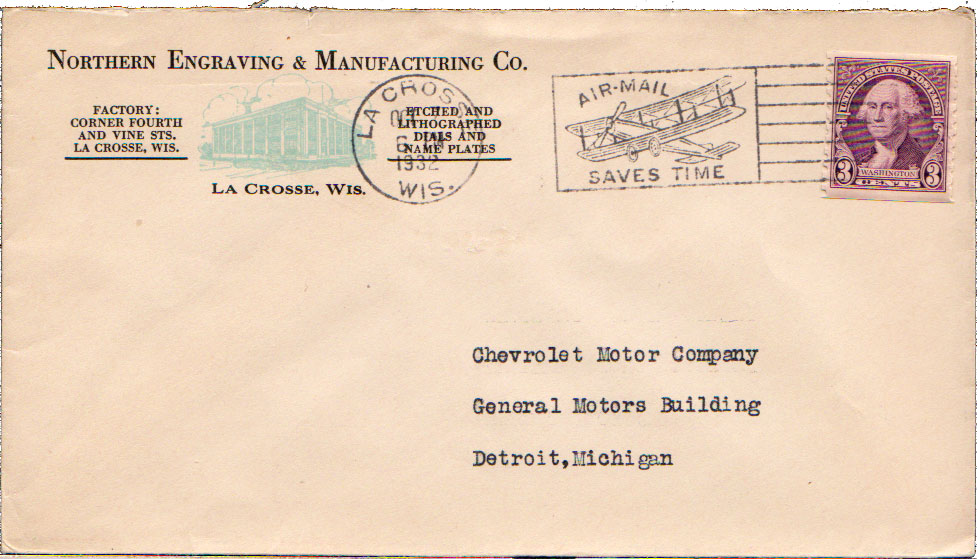 NORTHERN ENGRAVING & MANUFACTURING CO.
FACTORY:
CORNER FOURTH
AND VINE STS.
LA CROSSE, WIS.
ETCHED AND
LITHOGRAPHED
DIALS AND
NAME PLATES
LA CROSSE, WIS.
LA CROSSE
1932
WIS.
AIR-MAIL
SAVES TIME
UNITED STATES POSTAGE
3 WASHINGTON 3
CENTS
Chevrolet Motor Company
General Motors Building
Detroit,Michigan